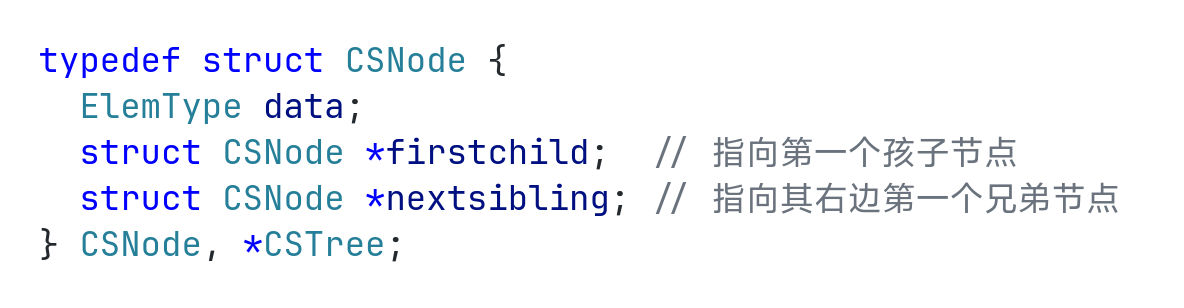 typedef struct CSNode {
  ElemType data;
  struct CSNode *firstchild;  // 指向第一个孩子节点
  struct CSNode *nextsibling; // 指向其右边第一个兄弟节点
} CSNode, *CSTree;